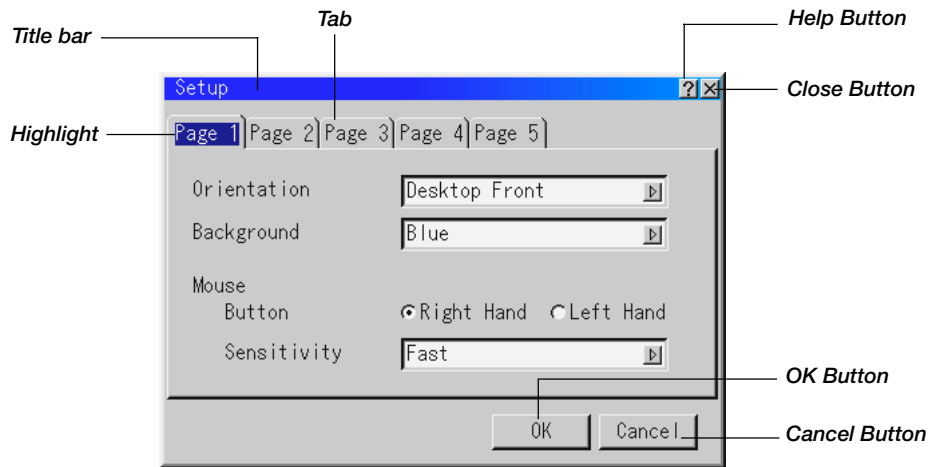 Tab
Help Button
Title bar
Setup
?
Close Button
Highlight
Page 1 Page 2 Page 3 Page 4 Page 5
Orientation Desktop Front
Background Blue
Mouse
Button Right Hand Left Hand
Sensitivity Fast
OK Button
OK Cancel
Cancel Button